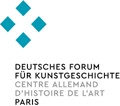 DEUTSCHES FORUM
FÜR KUNSTGESCHICHTE
CENTRE ALLEMAND
D'HISTOIRE DE L'ART
PARIS